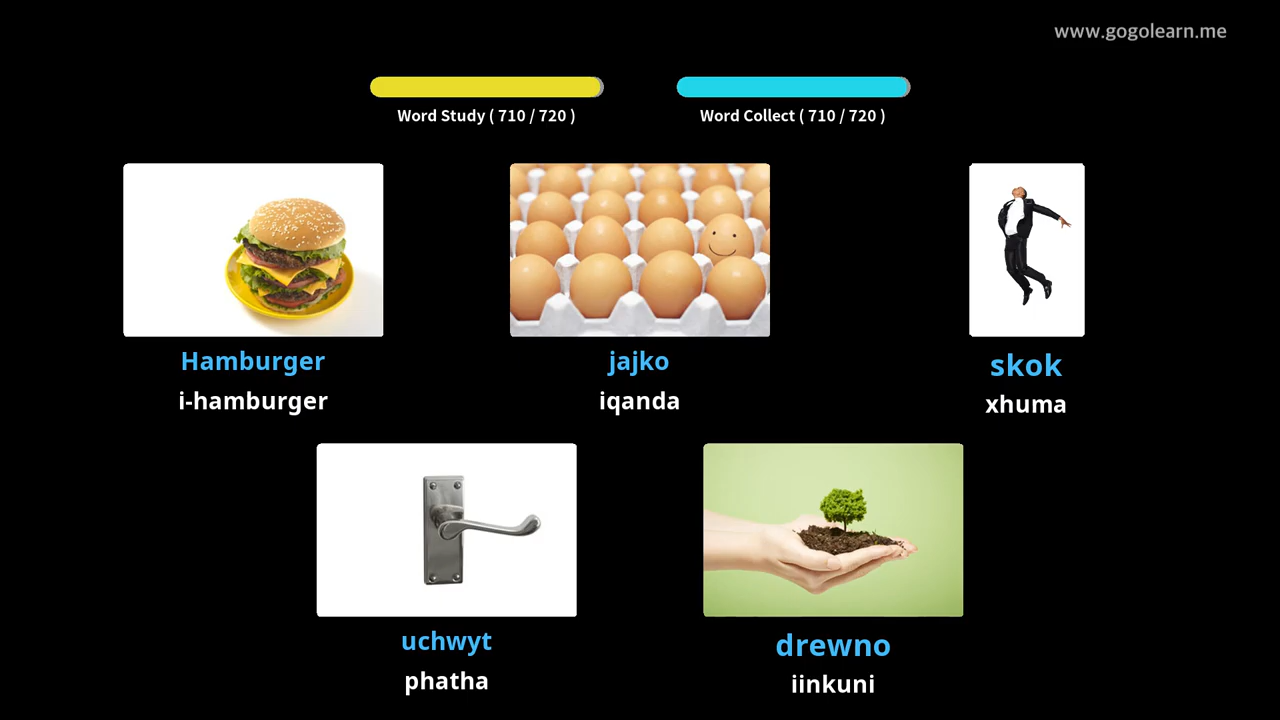 www.gogolearn.me
Word Study ( 710 / 720 )
Word Collect ( 710 / 720 )
Hamburger
i-hamburger
jajko
iqanda
skok
xhuma
uchwyt
phatha
drewno
iinkuni